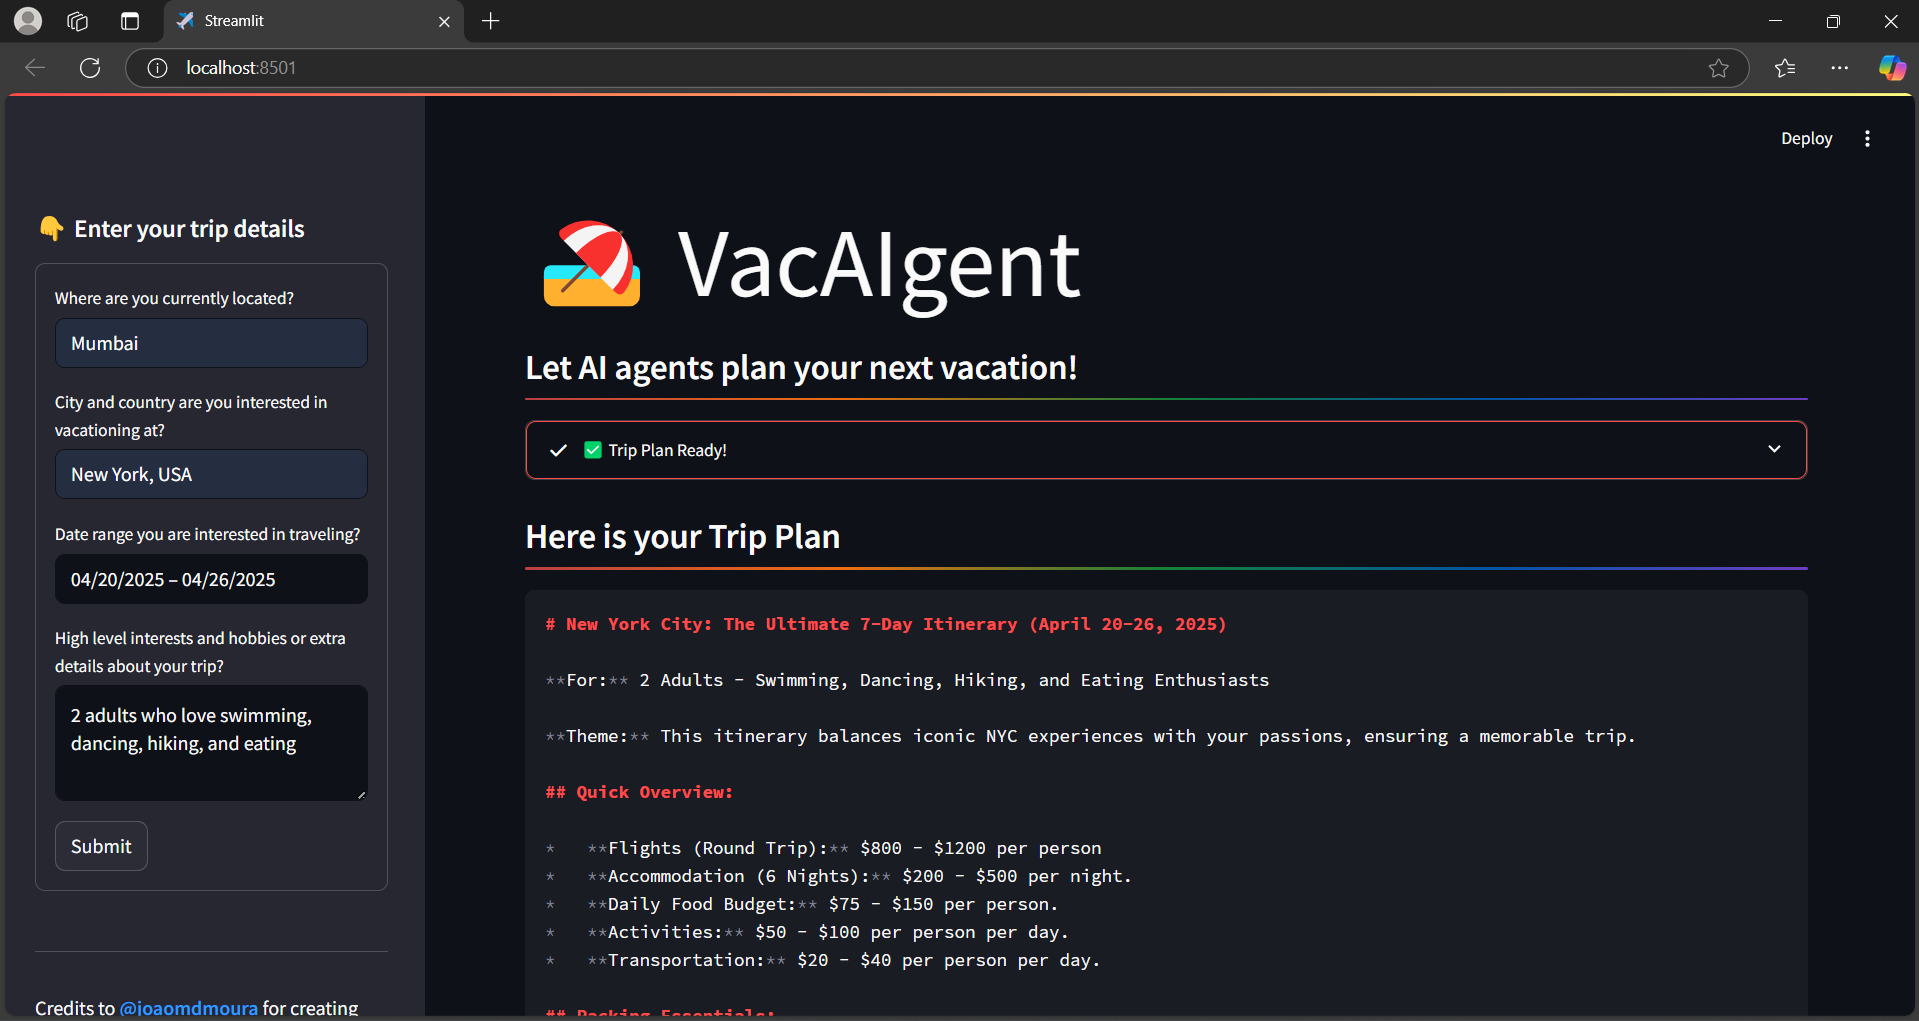 Streamlit
localhost:8501
Deploy
👇 Enter your trip details
Where are you currently located?
Mumbai
City and country are you interested in
vacationing at?
New York, USA
Date range you are interested in traveling?
04/20/2025 – 04/26/2025
High level interests and hobbies or extra
details about your trip?
2 adults who love swimming,
dancing, hiking, and eating
Submit
Credits to @joaomdmoura for creating
🏖️ VacAIgent
Let AI agents plan your next vacation!
✅ Trip Plan Ready!
Here is your Trip Plan
# New York City: The Ultimate 7-Day Itinerary (April 20-26, 2025)
**For:** 2 Adults - Swimming, Dancing, Hiking, and Eating Enthusiasts
**Theme:** This itinerary balances iconic NYC experiences with your passions, ensuring a memorable trip.
## Quick Overview:
*   **Flights (Round Trip):** $800 - $1200 per person
*   **Accommodation (6 Nights):** $200 - $500 per night.
*   **Daily Food Budget:** $75 - $150 per person.
*   **Activities:** $50 - $100 per person per day.
*   **Transportation:** $20 - $40 per person per day.
## Packing Essentials: